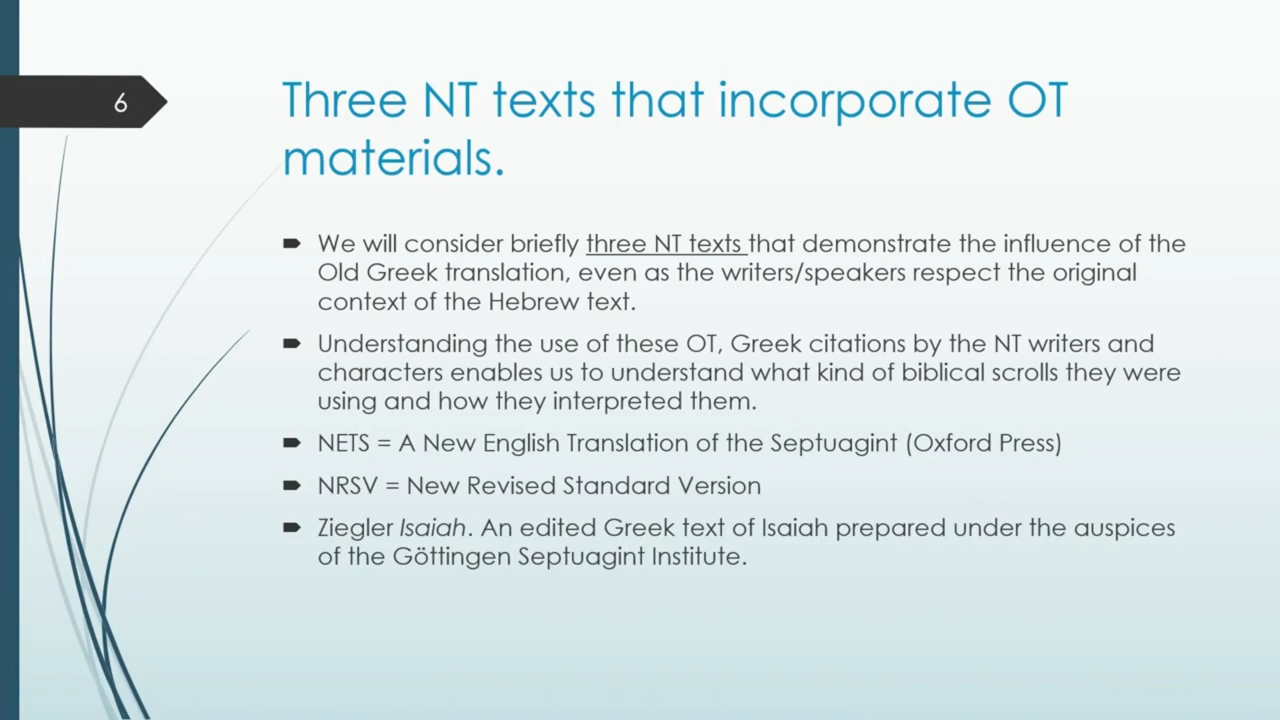 6
Three NT texts that incorporate OT
materials.
We will consider briefly three NT texts that demonstrate the influence of the
Old Greek translation, even as the writers/speakers respect the original
context of the Hebrew text.
Understanding the use of these OT, Greek citations by the NT writers and
characters enables us to understand what kind of biblical scrolls they were
using and how they interpreted them.
NETS = A New English Translation of the Septuagint (Oxford Press)
NRSV = New Revised Standard Version
Ziegler Isaiah. An edited Greek text of Isaiah prepared under the auspices
of the Göttingen Septuagint Institute.